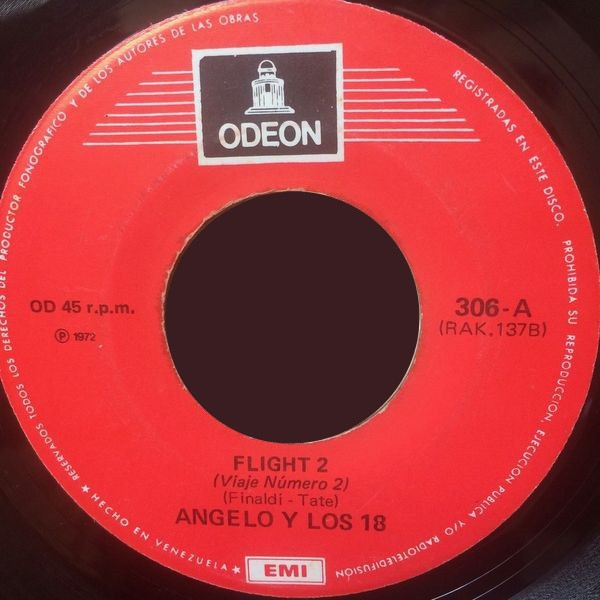 ODEON
OD 45 r.p.m.
Ⓟ 1972
306-A
(RAK.137B)
FLIGHT 2
(Viaje Número 2)
(Finaldi - Tate)
ANGELO Y LOS 18
EMI
★ RESERVADOS TODOS LOS DERECHOS DEL PRODUCTOR FONOGRAFICO Y DE LOS AUTORES DE LAS OBRAS
REGISTRADAS EN ESTE DISCO. PROHIBIDA SU REPRODUCCION, EJECUCION PUBLICA Y/O RADIOTELEDIFUSIÓN
★ HECHO EN VENEZUELA ★